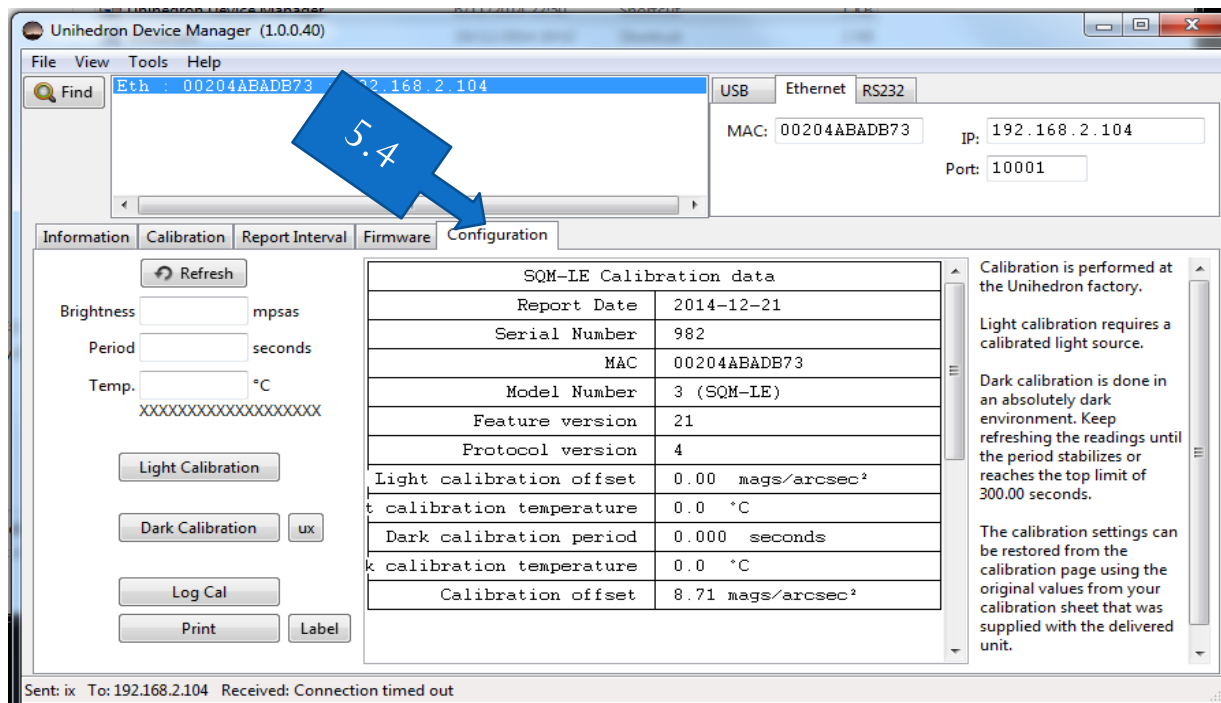 Unihedron Device Manager (1.0.0.40)
File View Tools Help
Find
Eth : 00204ABADB73
92.168.2.104
USB Ethernet RS232
MAC: 00204ABADB73
IP: 192.168.2.104
Port: 10001
5.4
Information Calibration Report Interval Firmware Configuration
Refresh
Brightness mpsas
Period seconds
Temp. °C
XXXXXXXXXXXXXXXXXXX
Light Calibration
Dark Calibration ux
Log Cal
Print Label
SQM-LE Calibration data
Report Date 2014-12-21
Serial Number 982
MAC 00204ABADB73
Model Number 3 (SQM-LE)
Feature version 21
Protocol version 4
Light calibration offset 0.00 mags/arcsec²
t calibration temperature 0.0 °C
Dark calibration period 0.000 seconds
k calibration temperature 0.0 °C
Calibration offset 8.71 mags/arcsec²
Calibration is performed at
the Unihedron factory.
Light calibration requires a
calibrated light source.
Dark calibration is done in
an absolutely dark
environment. Keep
refreshing the readings until
the period stabilizes or
reaches the top limit of
300.00 seconds.
The calibration settings can
be restored from the
calibration page using the
original values from your
calibration sheet that was
supplied with the delivered
unit.
Sent: ix To: 192.168.2.104 Received: Connection timed out